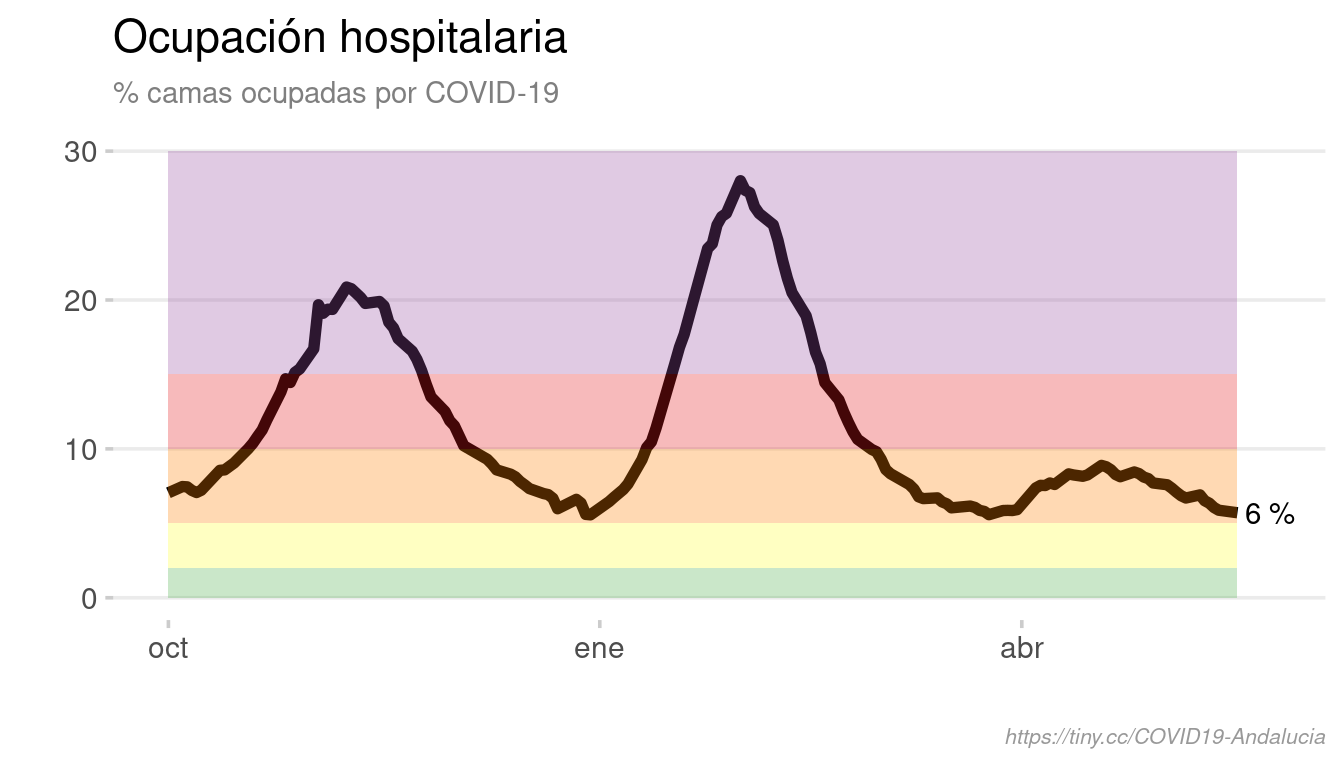 Ocupación hospitalaria
% camas ocupadas por COVID-19
30
20
10
0
6 %
oct ene abr
https://tiny.cc/COVID19-Andalucia